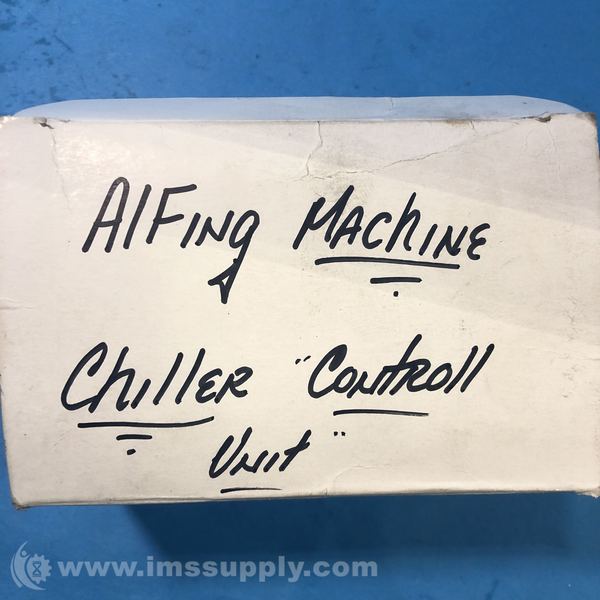 AlFing MachinE
ChillER "Controll
Unit"
www.imssupply.com